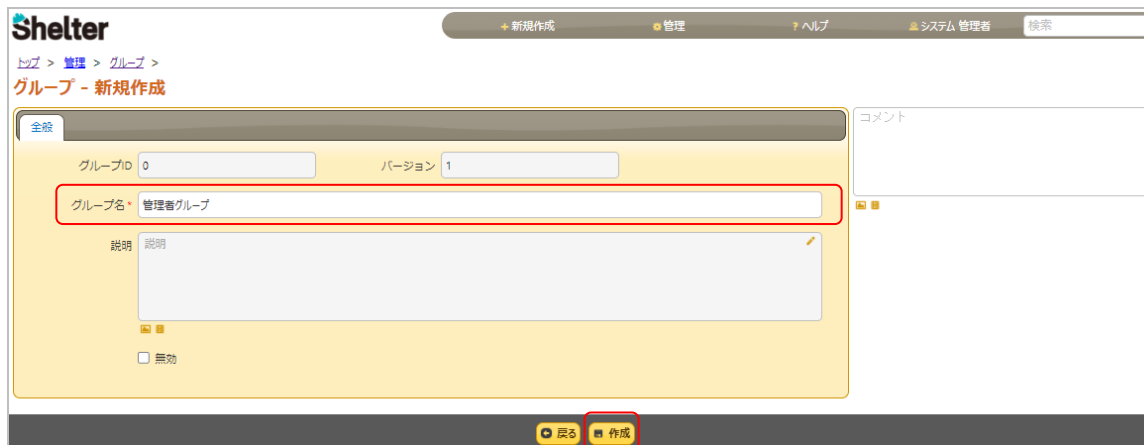 Shelter
+ 新規作成
管理
? ヘルプ
システム 管理者
検索
トップ > 管理 > グループ >
グループ - 新規作成
全般
コメント
グループID 0
バージョン 1
グループ名* 管理者グループ
説明 説明
無効
戻る
作成